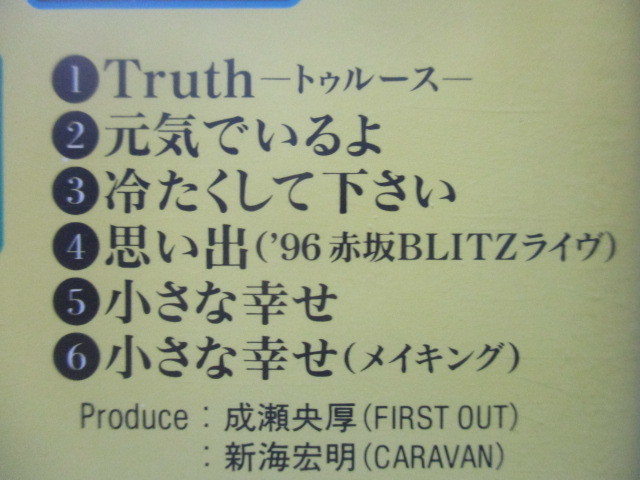 1 Truth ―トゥルース―
2 元気でいるよ
3 冷たくして下さい
4 思い出('96 赤坂BLITZライヴ)
5 小さな幸せ
6 小さな幸せ(メイキング)
Produce : 成瀬央厚(FIRST OUT)
: 新海宏明(CARAVAN)